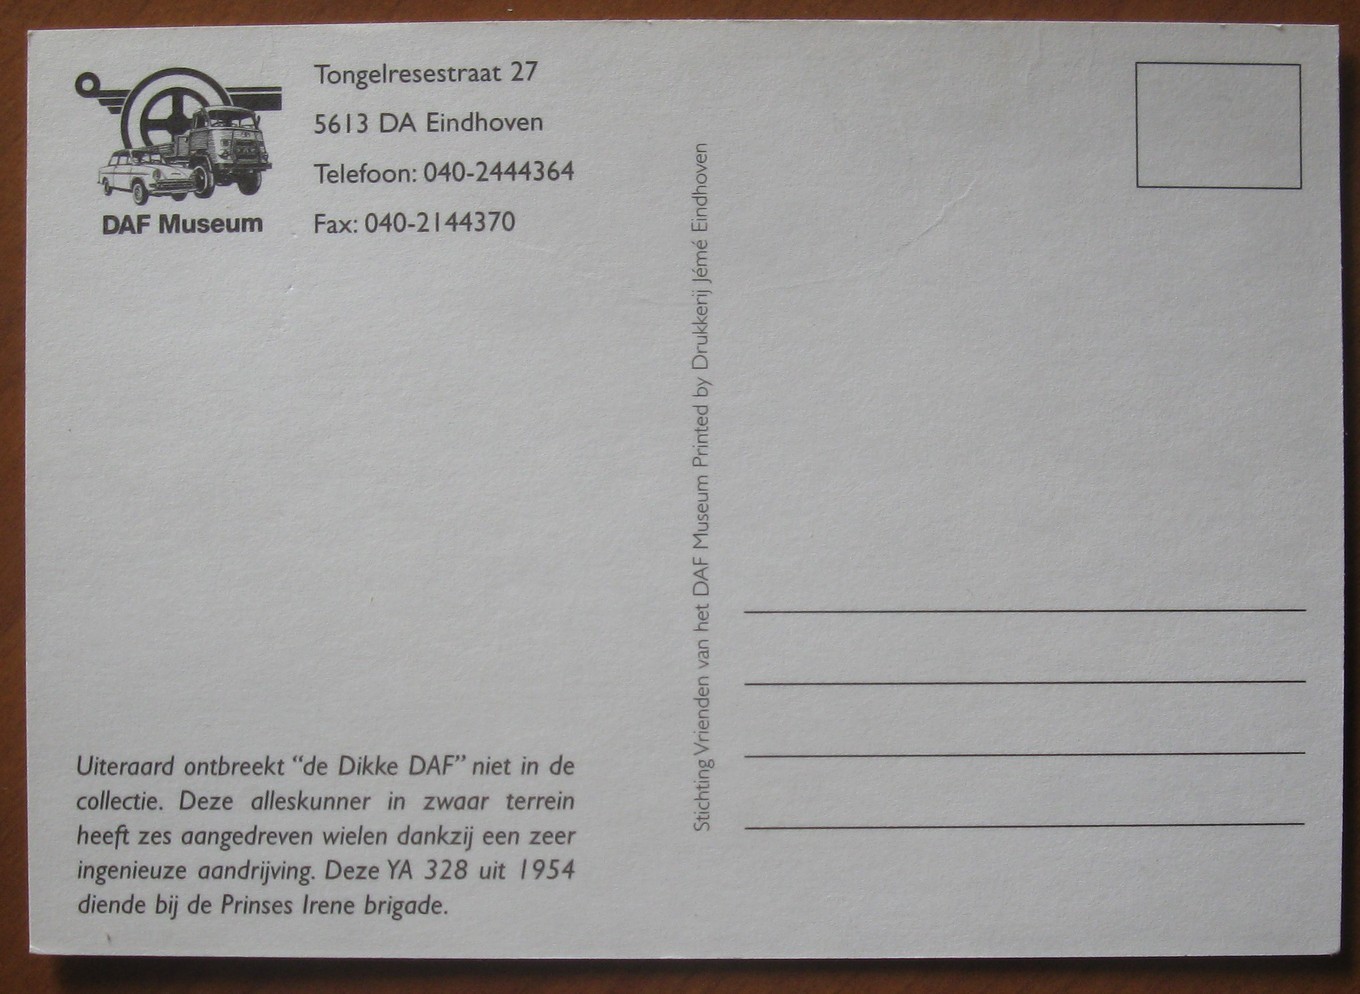 Tongelresestraat 27
5613 DA Eindhoven
Telefoon: 040-2444364
Fax: 040-2144370
DAF Museum
Stichting Vrienden van het DAF Museum Printed by Drukkerij Jémé Eindhoven
Uiteraard ontbreekt “de Dikke DAF” niet in de
collectie. Deze alleskunner in zwaar terrein
heeft zes aangedreven wielen dankzij een zeer
ingenieuze aandrijving. Deze YA 328 uit 1954
diende bij de Prinses Irene brigade.